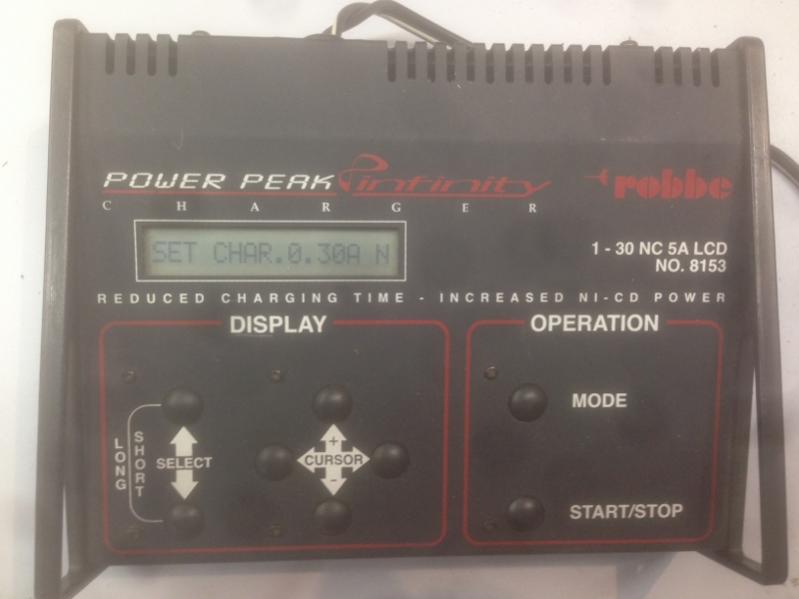 POWER PEAK infinity
robbe
CHARGER
SET CHAR.0.30A N
1 - 30 NC 5A LCD
NO. 8153
REDUCED CHARGING TIME - INCREASED NI-CD POWER
DISPLAY
OPERATION
LONG
SHORT
SELECT
+
CURSOR
-
MODE
START/STOP